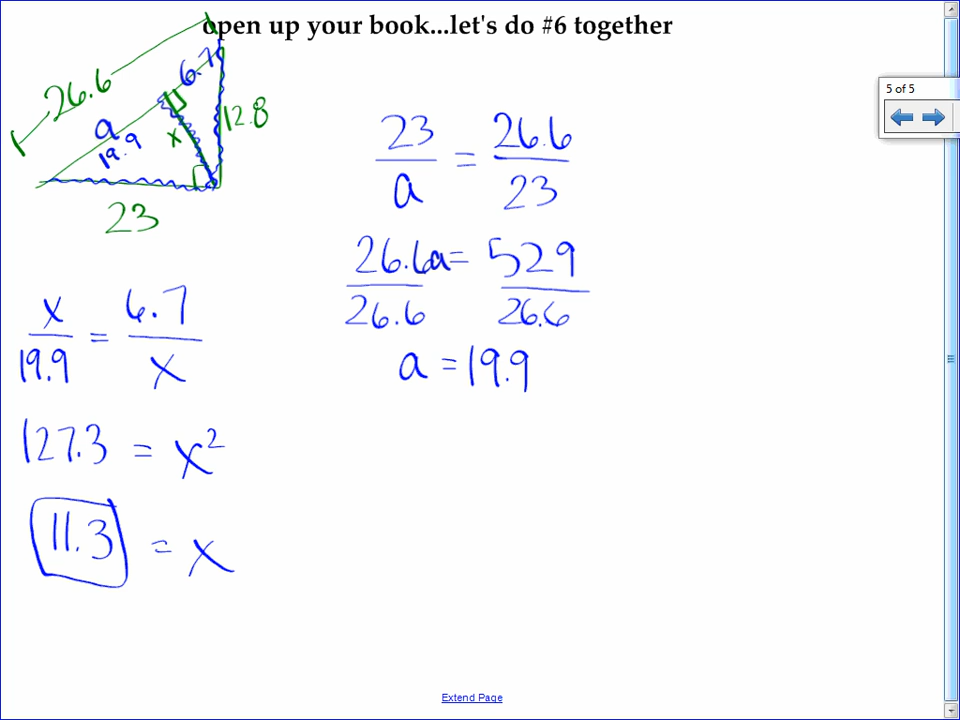 open up your book...let's do #6 together
5 of 5
26.6
6.7
12.8
a
x
19.9
23
23/a = 26.6/23
26.6a/26.6 = 529/26.6
a = 19.9
x/19.9 = 6.7/x
127.3 = x²
11.3 = x
Extend Page